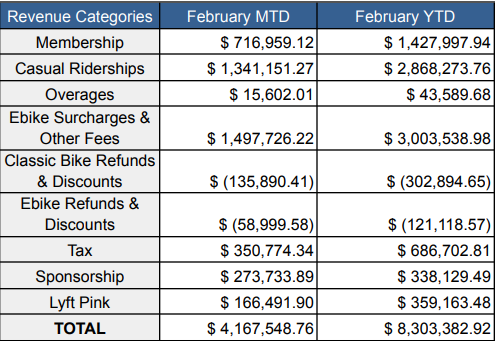 Revenue Categories February MTD February YTD
Membership $ 716,959.12 $ 1,427,997.94
Casual Riderships $ 1,341,151.27 $ 2,868,273.76
Overages $ 15,602.01 $ 43,589.68
Ebike Surcharges &
Other Fees $ 1,497,726.22 $ 3,003,538.98
Classic Bike Refunds
& Discounts $ (135,890.41) $ (302,894.65)
Ebike Refunds &
Discounts $ (58,999.58) $ (121,118.57)
Tax $ 350,774.34 $ 686,702.81
Sponsorship $ 273,733.89 $ 338,129.49
Lyft Pink $ 166,491.90 $ 359,163.48
TOTAL $ 4,167,548.76 $ 8,303,382.92